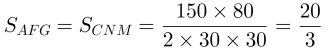 S_{AFG} = S_{CNM} = \frac{150 \times 80}{2 \times 30 \times 30} = \frac{20}{3}